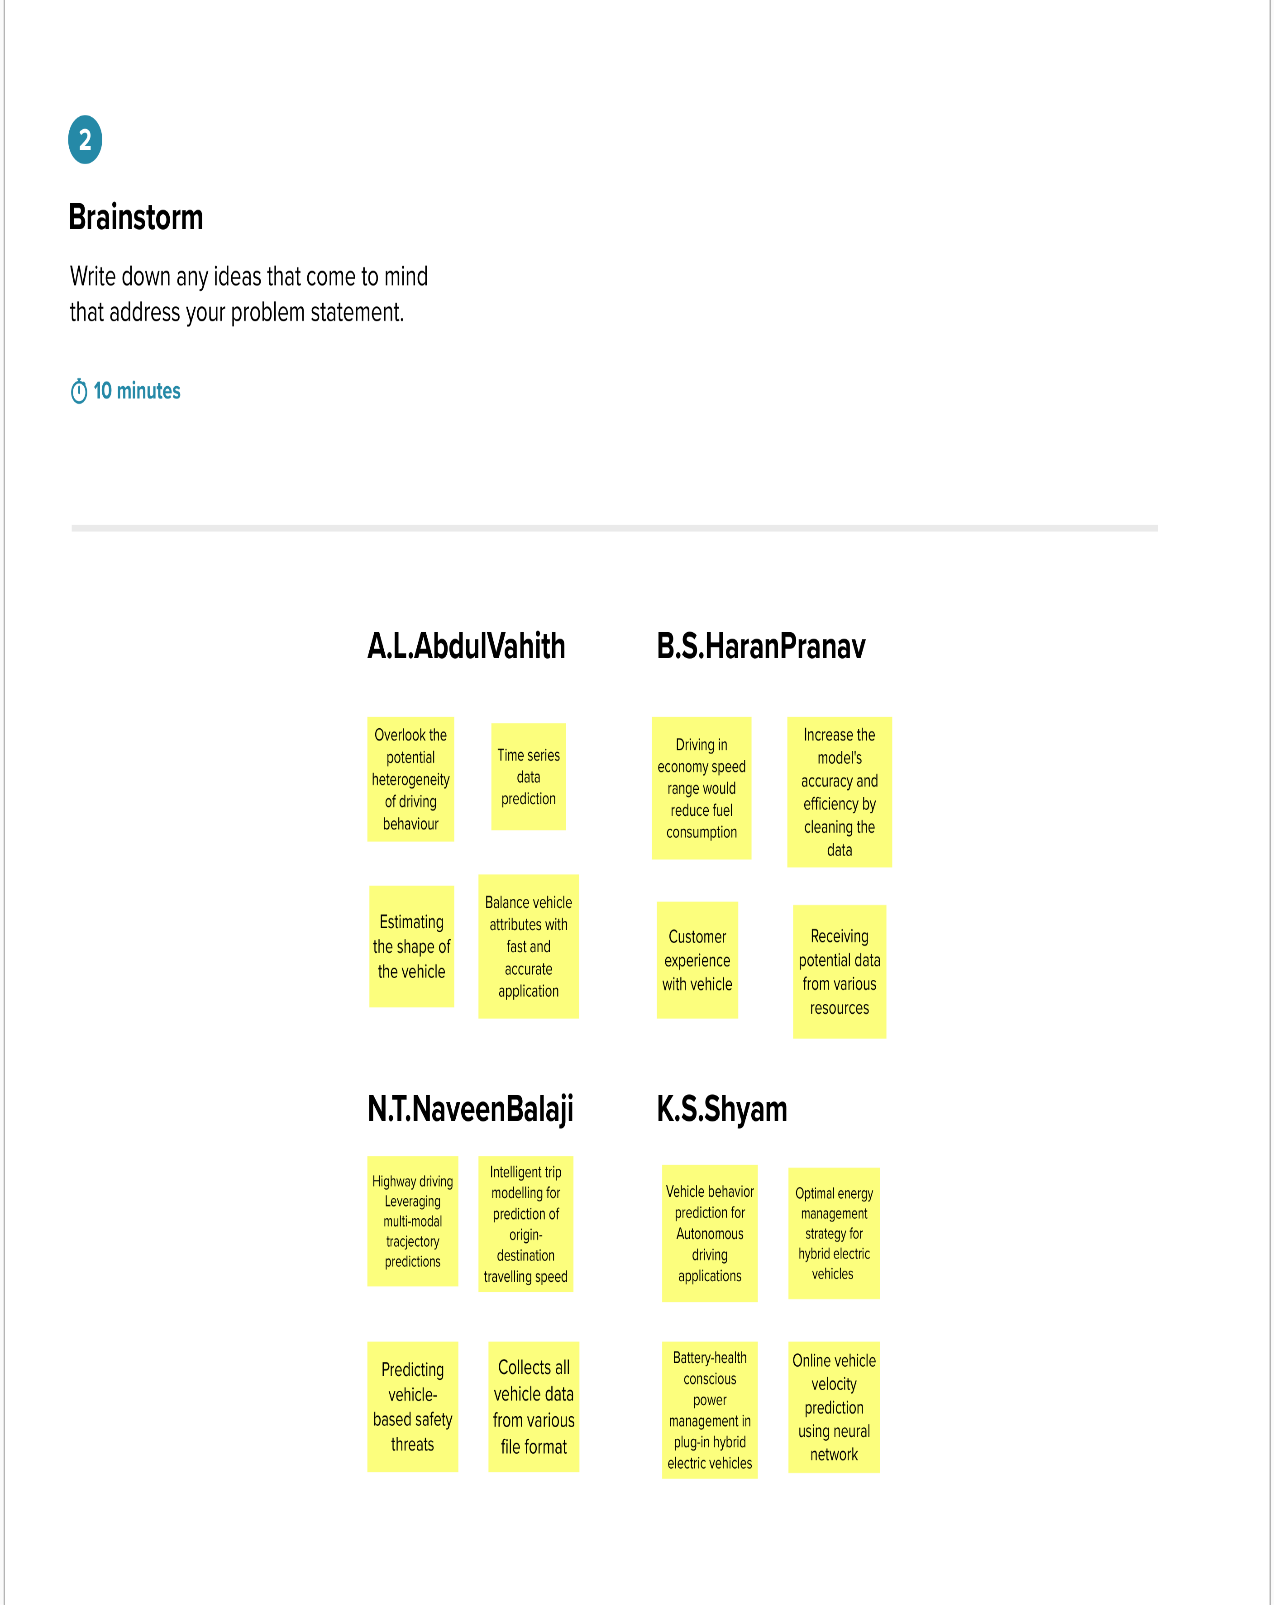 2
Brainstorm
Write down any ideas that come to mind
that address your problem statement.
10 minutes
A.L.AbdulVahith
Overlook the
potential
heterogeneity
of driving
behaviour
Time series
data
prediction
Estimating
the shape of
the vehicle
Balance vehicle
attributes with
fast and
accurate
application
B.S.HaranPranav
Driving in
economy speed
range would
reduce fuel
consumption
Increase the
model's
accuracy and
efficiency by
cleaning the
data
Customer
experience
with vehicle
Receiving
potential data
from various
resources
N.T.NaveenBalaji
Highway driving
Leveraging
multi-modal
tracjectory
predictions
Intelligent trip
modelling for
prediction of
origin-
destination
travelling speed
Predicting
vehicle-
based safety
threats
Collects all
vehicle data
from various
file format
K.S.Shyam
Vehicle behavior
prediction for
Autonomous
driving
applications
Optimal energy
management
strategy for
hybrid electric
vehicles
Battery-health
conscious
power
management in
plug-in hybrid
electric vehicles
Online vehicle
velocity
prediction
using neural
network